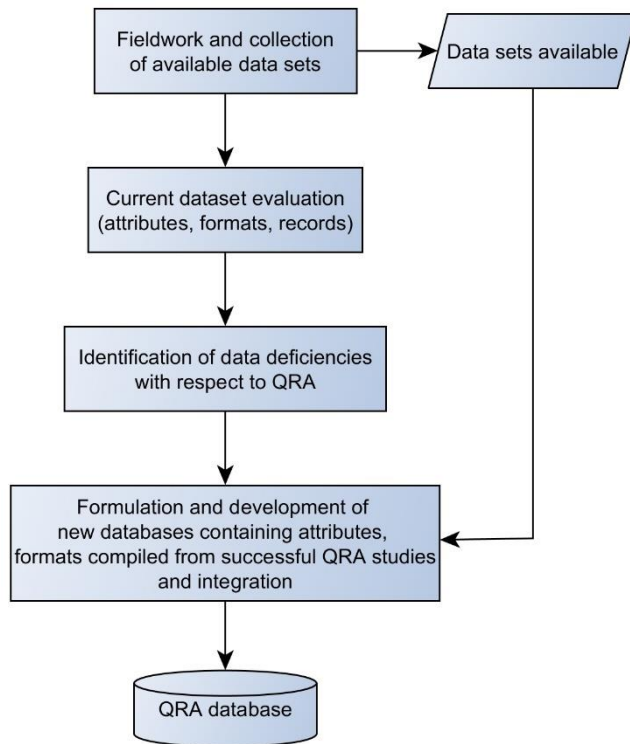 Fieldwork and collection
of available data sets
Data sets available
Current dataset evaluation
(attributes, formats, records)
Identification of data deficiencies
with respect to QRA
Formulation and development of
new databases containing attributes,
formats compiled from successful QRA studies
and integration
QRA database